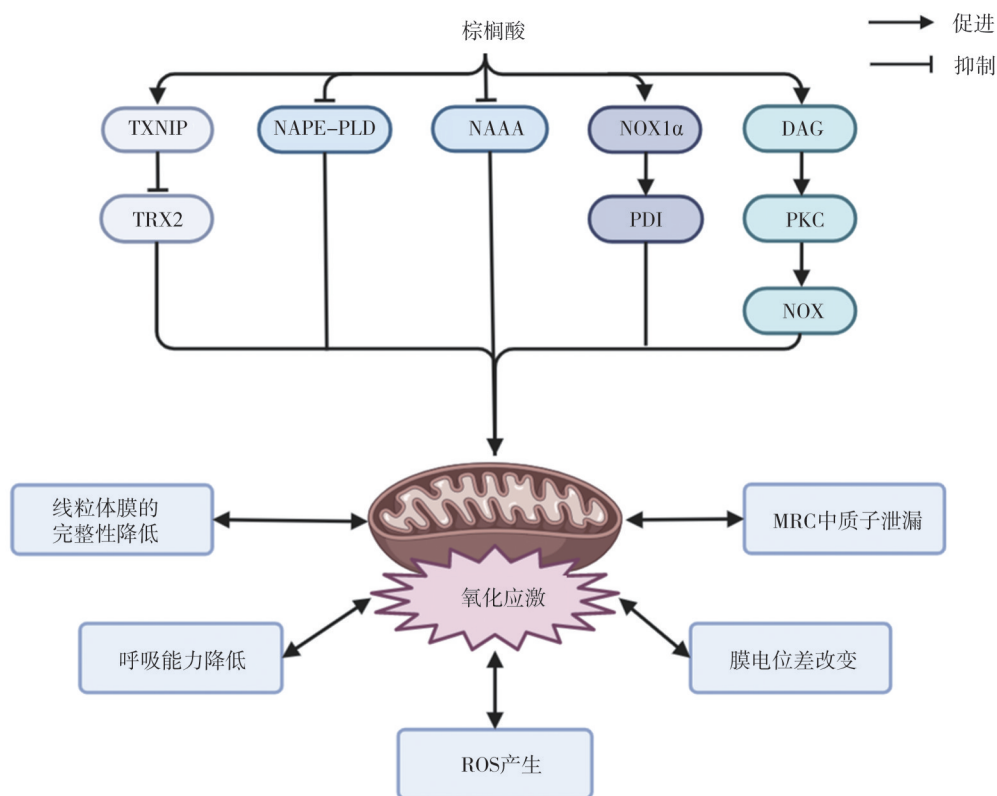 棕榈酸
促进
抑制
TXNIP
NAPE-PLD
NAAA
NOX1α
DAG
TRX2
PDI
PKC
NOX
线粒体膜的
完整性降低
MRC中质子泄漏
氧化应激
呼吸能力降低
膜电位差改变
ROS产生